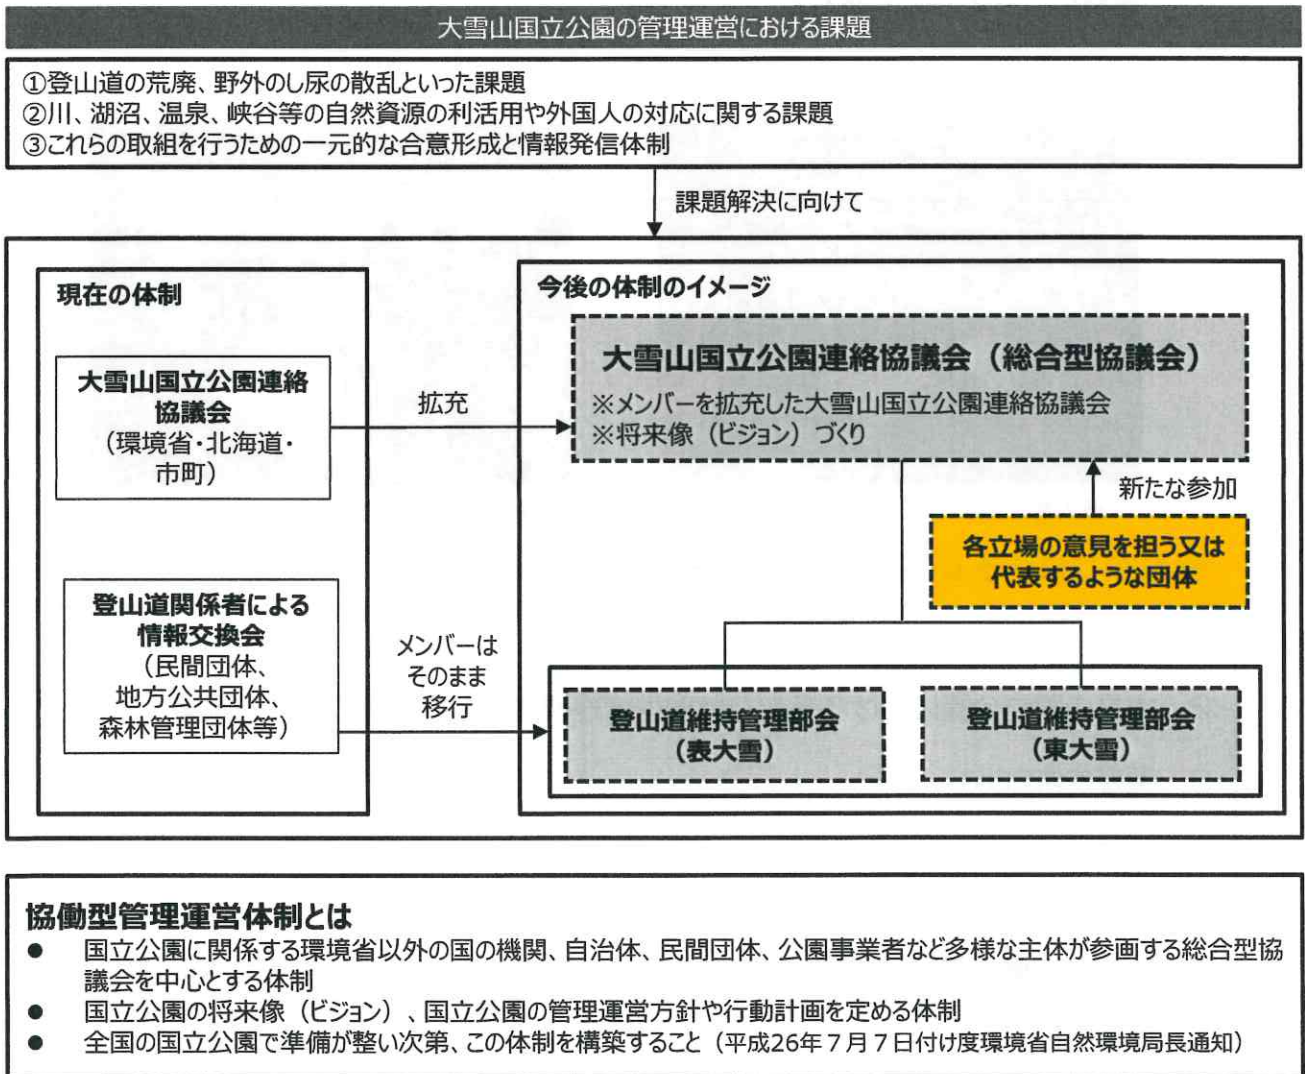 大雪山国立公園の管理運営における課題
①登山道の荒廃、野外のし尿の散乱といった課題
②川、湖沼、温泉、峡谷等の自然資源の利活用や外国人の対応に関する課題
③これらの取組を行うための一元的な合意形成と情報発信体制
課題解決に向けて
現在の体制
大雪山国立公園連絡
協議会
（環境省・北海道・
市町）
拡充
登山道関係者による
情報交換会
（民間団体、
地方公共団体、
森林管理団体等）
メンバーは
そのまま
移行
今後の体制のイメージ
大雪山国立公園連絡協議会（総合型協議会）
※メンバーを拡充した大雪山国立公園連絡協議会
※将来像（ビジョン）づくり
新たな参加
各立場の意見を担う又は
代表するような団体
登山道維持管理部会
（表大雪）
登山道維持管理部会
（東大雪）
協働型管理運営体制とは
● 国立公園に関係する環境省以外の国の機関、自治体、民間団体、公園事業者など多様な主体が参画する総合型協
議会を中心とする体制
● 国立公園の将来像（ビジョン）、国立公園の管理運営方針や行動計画を定める体制
● 全国の国立公園で準備が整い次第、この体制を構築すること（平成26年７月７日付け度環境省自然環境局長通知）